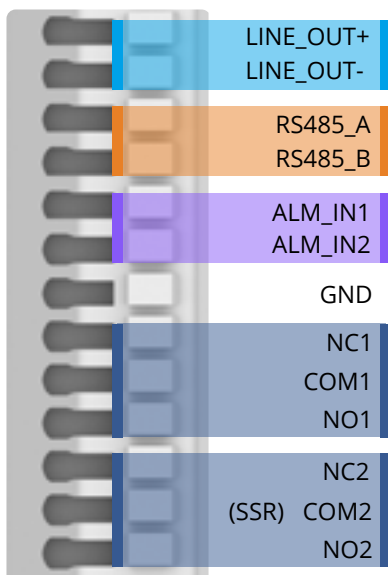 LINE_OUT+
LINE_OUT-
RS485_A
RS485_B
ALM_IN1
ALM_IN2
GND
NC1
COM1
NO1
NC2
(SSR) COM2
NO2